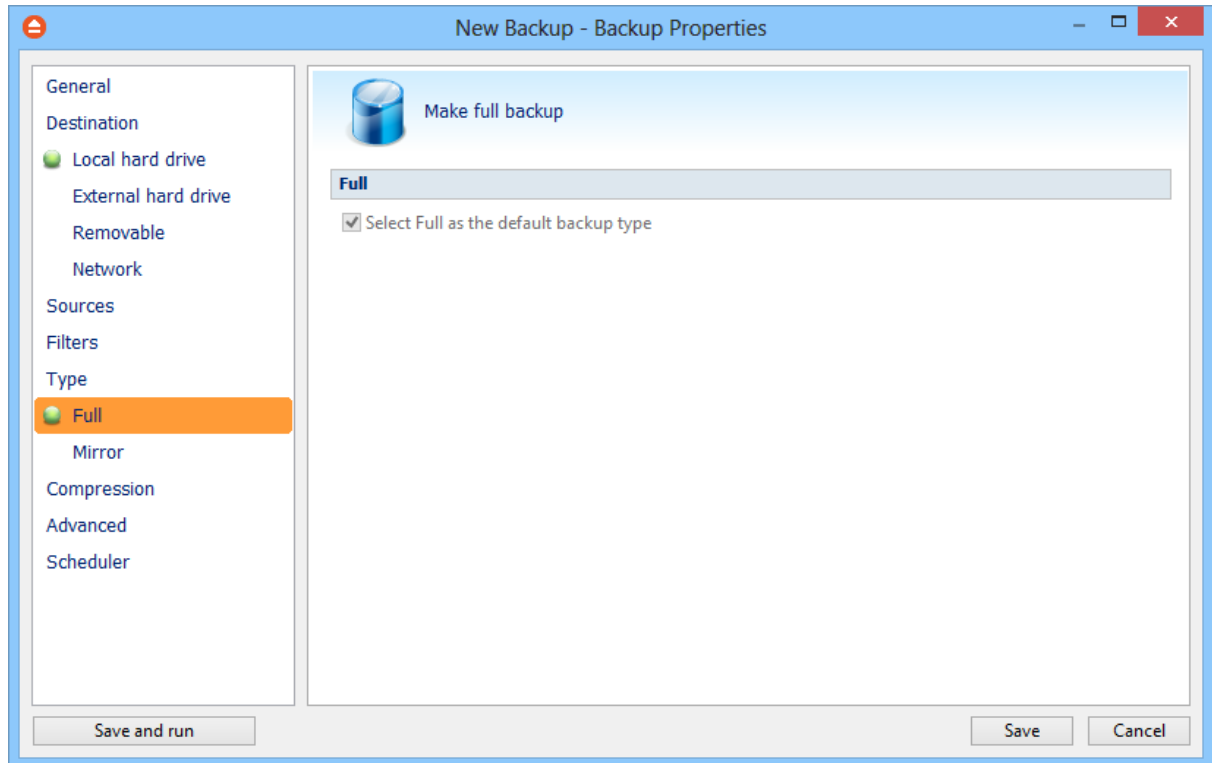 New Backup - Backup Properties
General
Destination
Local hard drive
External hard drive
Removable
Network
Sources
Filters
Type
Full
Mirror
Compression
Advanced
Scheduler
Make full backup
Full
Select Full as the default backup type
Save and run
Save
Cancel